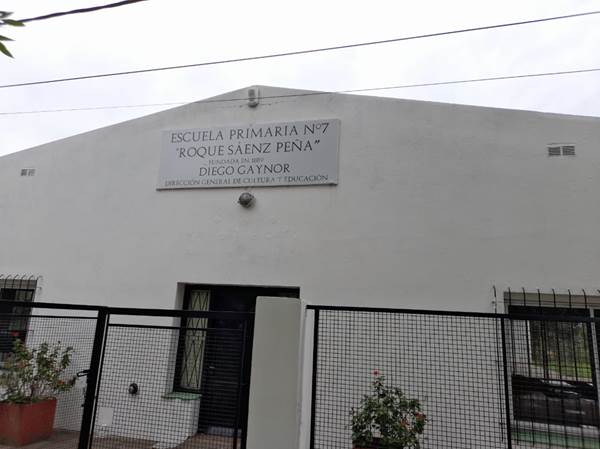 ESCUELA PRIMARIA Nº7
"ROQUE SÁENZ PEÑA"
FUNDADA EN 1889
DIEGO GAYNOR
DIRECCIÓN GENERAL DE CULTURA Y EDUCACIÓN